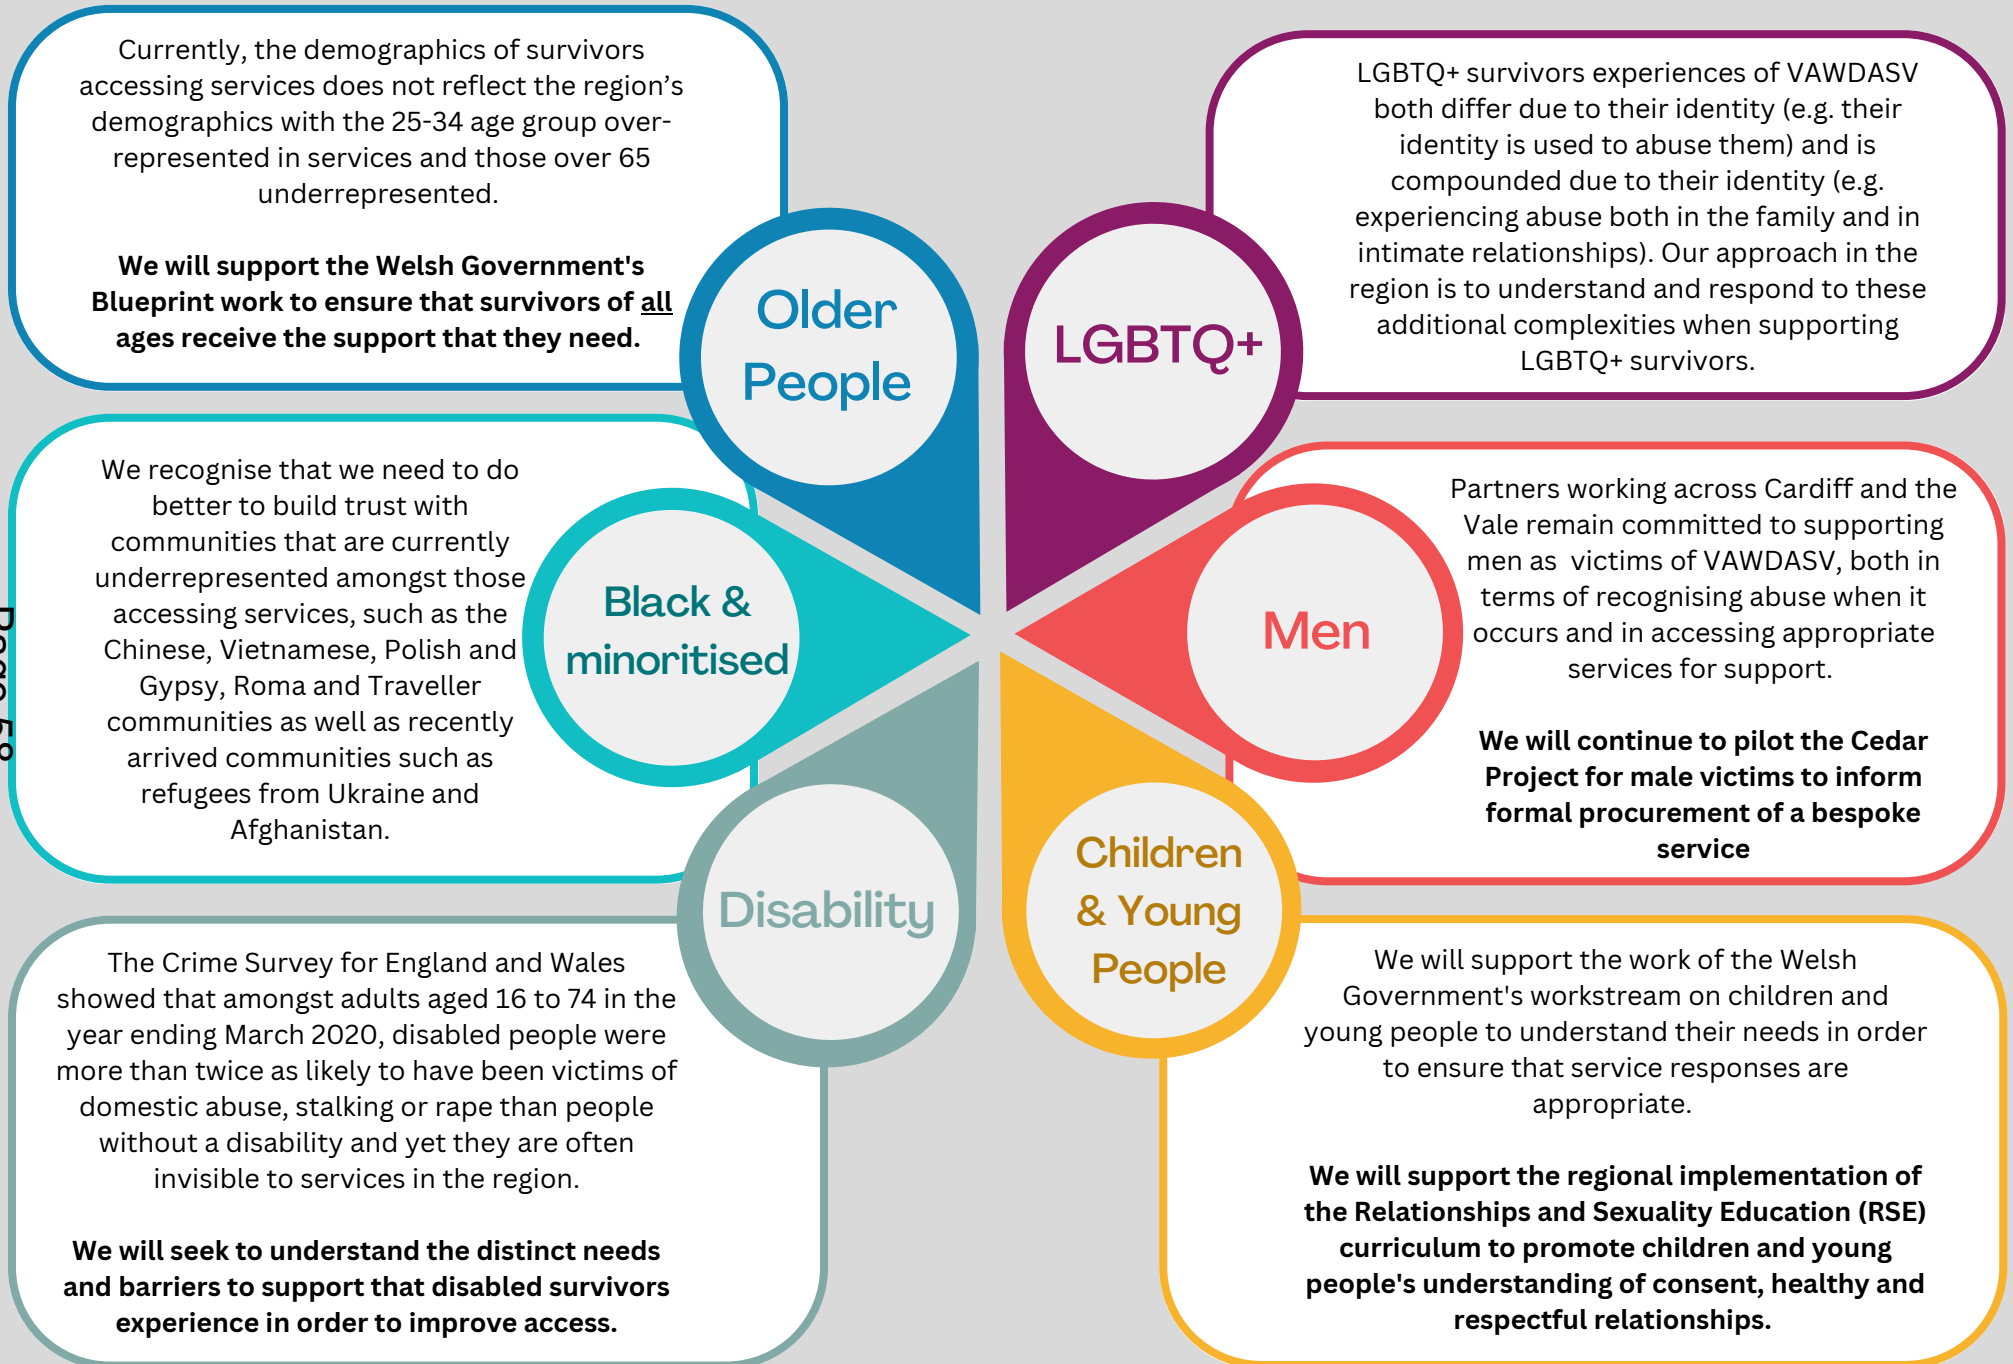 Currently, the demographics of survivors
accessing services does not reflect the region's
demographics with the 25-34 age group over-
represented in services and those over 65
underrepresented.
We will support the Welsh Government's
Blueprint work to ensure that survivors of all
ages receive the support that they need.
Older
People
LGBTQ+
LGBTQ+ survivors experiences of VAWDASV
both differ due to their identity (e.g. their
identity is used to abuse them) and is
compounded due to their identity (e.g.
experiencing abuse both in the family and in
intimate relationships). Our approach in the
region is to understand and respond to these
additional complexities when supporting
LGBTQ+ survivors.
We recognise that we need to do
better to build trust with
communities that are currently
underrepresented amongst those
accessing services, such as the
Chinese, Vietnamese, Polish and
Gypsy, Roma and Traveller
communities as well as recently
arrived communities such as
refugees from Ukraine and
Afghanistan.
Black &
minoritised
Men
Partners working across Cardiff and the
Vale remain committed to supporting
men as  victims of VAWDASV, both in
terms of recognising abuse when it
occurs and in accessing appropriate
services for support.
We will continue to pilot the Cedar
Project for male victims to inform
formal procurement of a bespoke
service
Disability
The Crime Survey for England and Wales
showed that amongst adults aged 16 to 74 in the
year ending March 2020, disabled people were
more than twice as likely to have been victims of
domestic abuse, stalking or rape than people
without a disability and yet they are often
invisible to services in the region.
We will seek to understand the distinct needs
and barriers to support that disabled survivors
experience in order to improve access.
Children
& Young
People
We will support the work of the Welsh
Government's workstream on children and
young people to understand their needs in order
to ensure that service responses are
appropriate.
We will support the regional implementation of
the Relationships and Sexuality Education (RSE)
curriculum to promote children and young
people's understanding of consent, healthy and
respectful relationships.